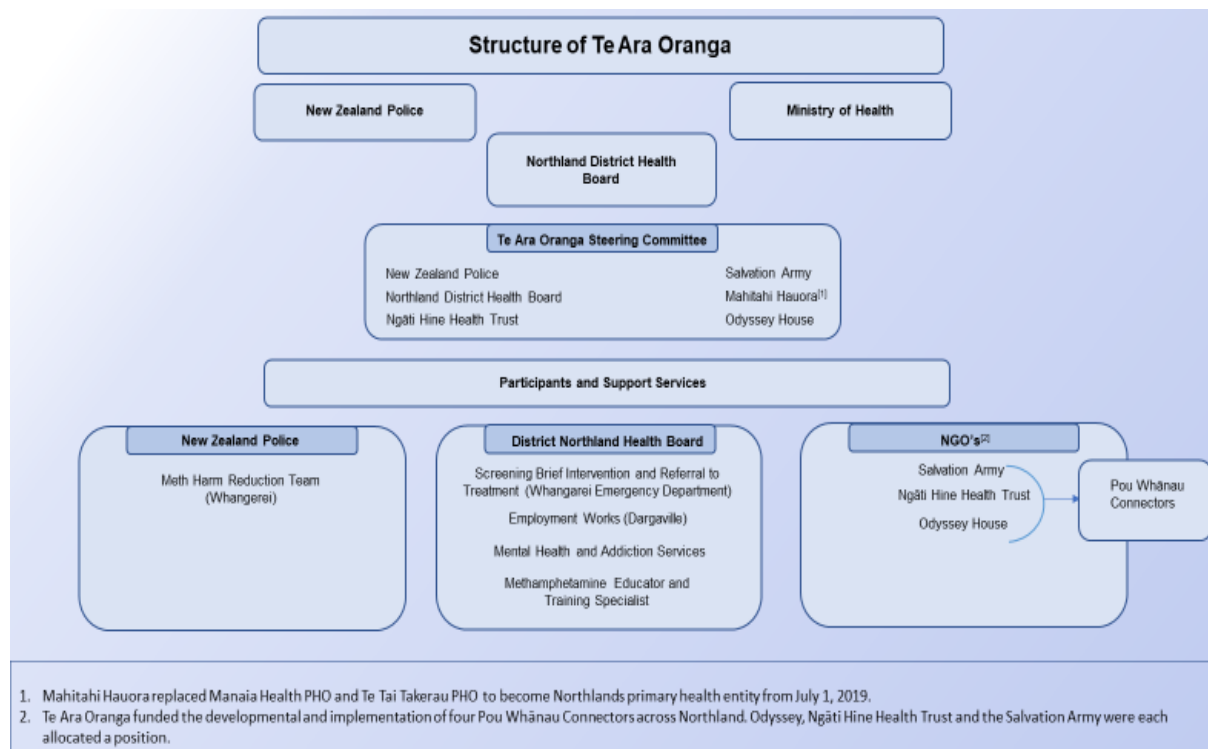 Structure of Te Ara Oranga
New Zealand Police
Ministry of Health
Northland District Health
Board
Te Ara Oranga Steering Committee
New Zealand Police
Northland District Health Board
Ngāti Hine Health Trust
Salvation Army
Mahitahi Hauora[1]
Odyssey House
Participants and Support Services
New Zealand Police
Meth Harm Reduction Team
(Whangerei)
District Northland Health Board
Screening Brief Intervention and Referral to
Treatment (Whangarei Emergency Department)
Employment Works (Dargaville)
Mental Health and Addiction Services
Methamphetamine Educator and
Training Specialist
NGO's[2]
Salvation Army
Ngāti Hine Health Trust
Odyssey House
Pou Whānau
Connectors
1. Mahitahi Hauora replaced Manaia Health PHO and Te Tai Takerau PHO to become Northlands primary health entity from July 1, 2019.
2. Te Ara Oranga funded the developmental and implementation of four Pou Whānau Connectors across Northland. Odyssey, Ngāti Hine Health Trust and the Salvation Army were each
allocated a position.